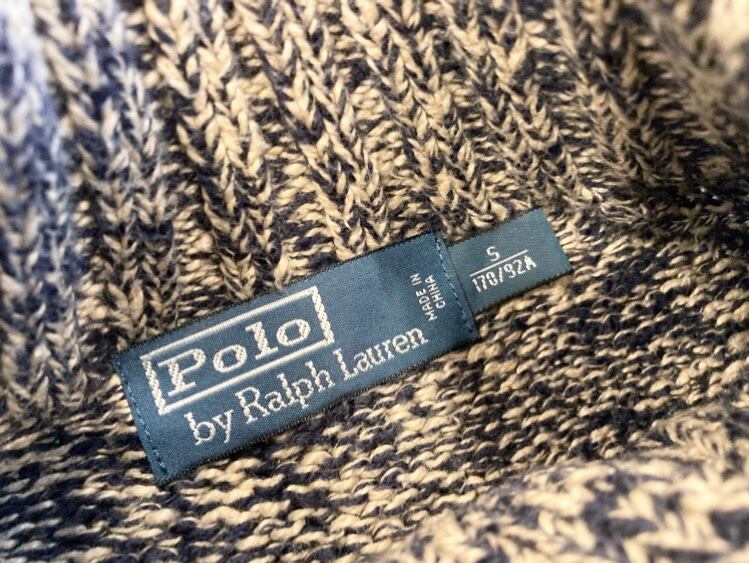 Polo
by Ralph Lauren
MADE IN
CHINA
S
170/92A